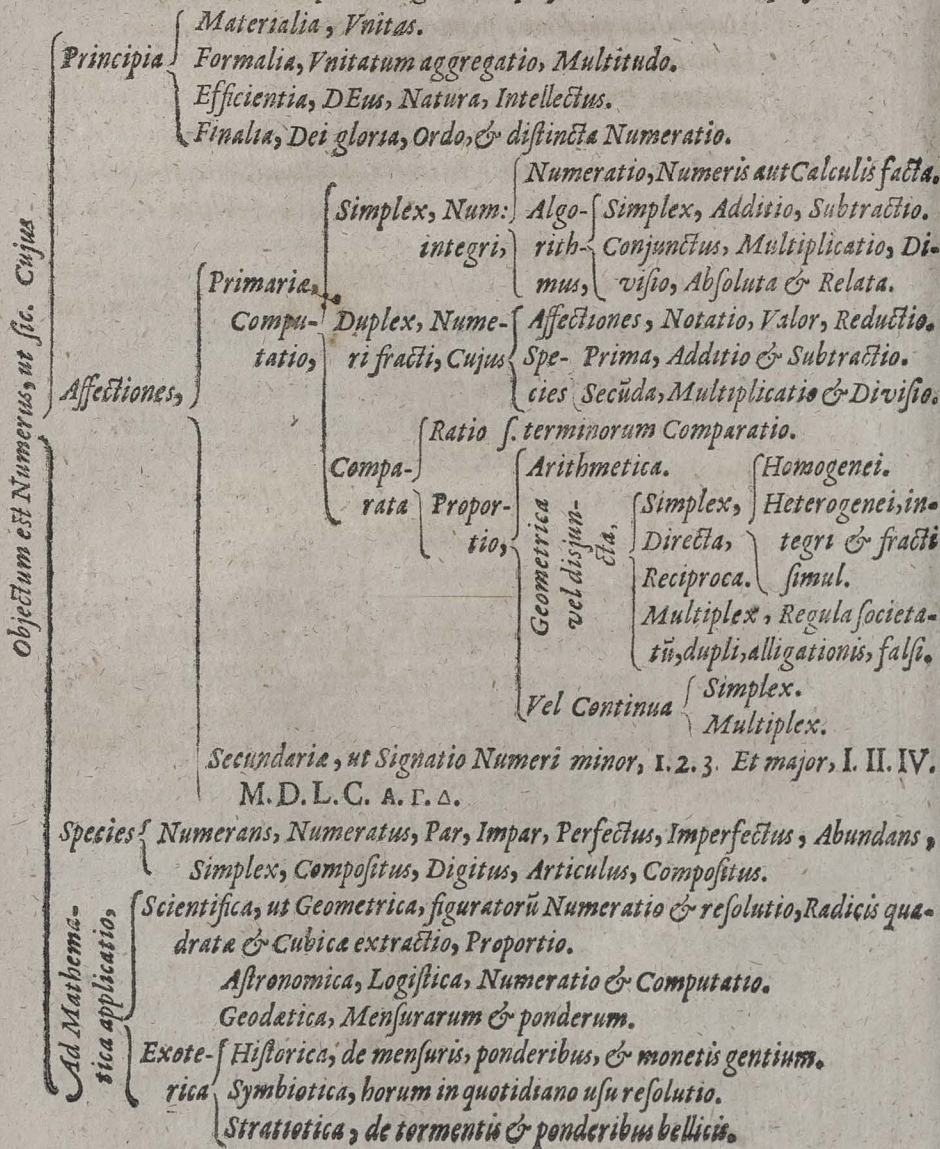 Objectum est Numerus, ut sic. Cujus
Principia
Materialia, Vnitas.
Formalia, Vnitatum aggregatio, Multitudo.
Efficientia, DEus, Natura, Intellectus.
Finalia, Dei gloria, Ordo, & distincta Numeratio.
Affectiones,
Primariæ,
Compu-
tatio,
Simplex, Num:
integri,
Numeratio, Numeris aut Calculis facta.
Algo-
rith-
mus,
Simplex, Additio, Subtractio.
Conjunctus, Multiplicatio, Di-
visio, Absoluta & Relata.
Duplex, Nume-
ri fracti, Cujus
Affectiones, Notatio, Valor, Reductio.
Spe-
cies
Prima, Additio & Subtractio.
Secũda, Multiplicatio & Divisio.
Compa-
rata
Ratio s. terminorum Comparatio.
Propor-
tio,
Arithmetica.
Geometrica
vel disjun-
cta,
Simplex,
Directa,
Reciproca.
Homogenei.
Heterogenei, in-
tegri & fracti
simul.
Multiplex, Regula societa-
tũ, dupli, alligationis, falsi.
Vel Continua
Simplex.
Multiplex.
Secundariæ, ut Signatio Numeri minor, 1. 2. 3. Et major, I. II. IV.
M. D. L. C. Α. Γ. Δ.
Species
Numerans, Numeratus, Par, Impar, Perfectus, Imperfectus, Abundans,
Simplex, Compositus, Digitus, Articulus, Compositus.
Ad Mathema-
tica applicatio,
Scientifica, ut Geometrica, figuratorũ Numeratio & resolutio, Radicis qua-
dratæ & Cubicæ extractio, Proportio.
Astronomica, Logistica, Numeratio & Computatio.
Geodætica, Mensurarum & ponderum.
Exote-
rica
Historica, de mensuris, ponderibus, & monetis gentium.
Symbiotica, horum in quotidiano usu resolutio.
Stratiotica, de tormentis & ponderibus bellicis.